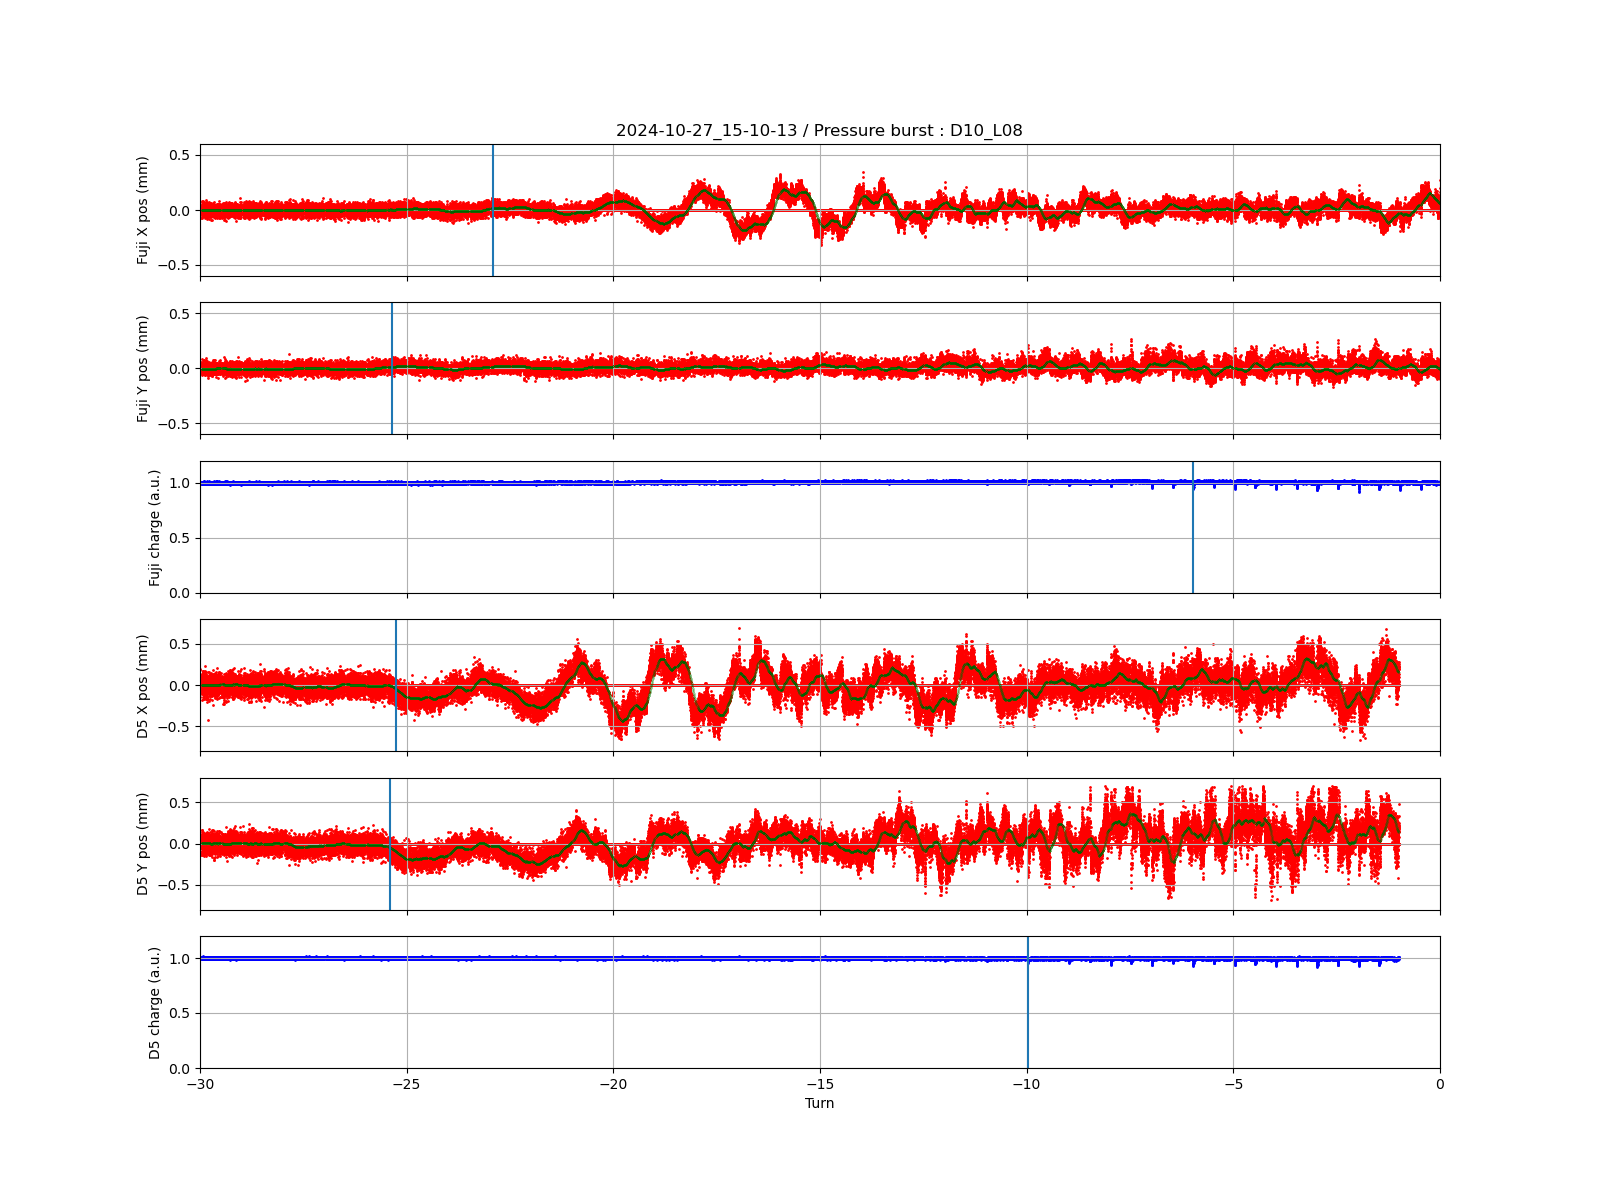 2024-10-27_15-10-13 / Pressure burst : D10_L08
Fuji X pos (mm)
0.5
0.0
−0.5
Fuji Y pos (mm)
0.5
0.0
−0.5
Fuji charge (a.u.)
1.0
0.5
0.0
D5 X pos (mm)
0.5
0.0
−0.5
D5 Y pos (mm)
0.5
0.0
−0.5
D5 charge (a.u.)
1.0
0.5
0.0
−30 −25 −20 −15 −10 −5 0
Turn